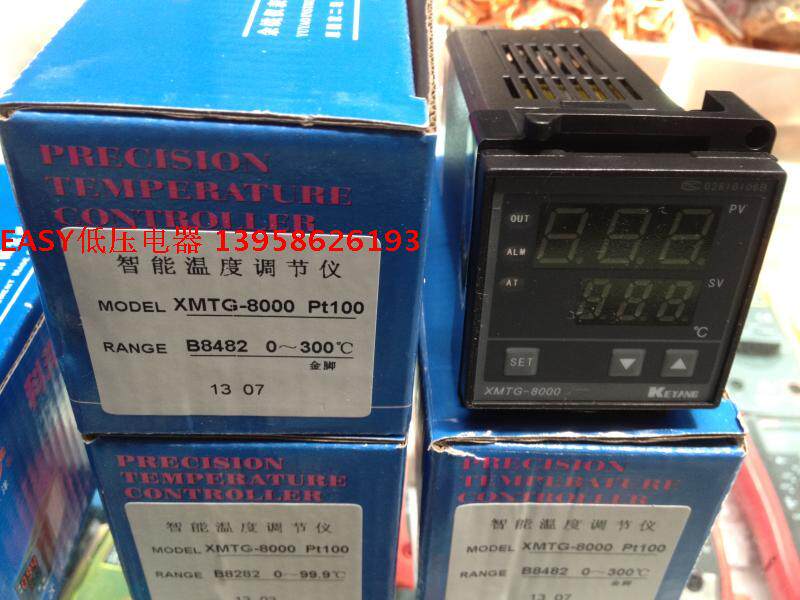 PRECISION
TEMPERATURE
CONTROLLER
EASY低压电器 13958626193
智能温度调节仪
MODEL XMTG-8000 Pt100
RANGE B8482 0～300℃
金脚
13 07
02810106B
PV
OUT
ALM
AT
SV
℃
SET
XMTG-8000
KEYANG
PRECISION
TEMPERATURE
CONTROLLER
智能温度调节仪
MODEL XMTG-8000 Pt100
RANGE B8282 0～99.9℃
PRECISION
TEMPERATURE
CONTROLLER
智能温度调节仪
MODEL XMTG-8000 Pt100
RANGE B8482 0～300℃
13 07